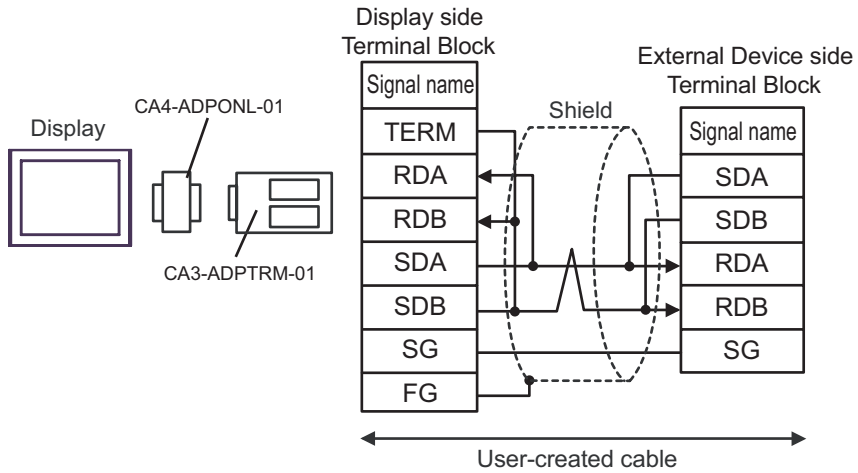 Display side
Terminal Block
External Device side
Terminal Block
CA4-ADPONL-01
Display
CA3-ADPTRM-01
Signal name
TERM
RDA
RDB
SDA
SDB
SG
FG
Shield
Signal name
SDA
SDB
RDA
RDB
SG
User-created cable